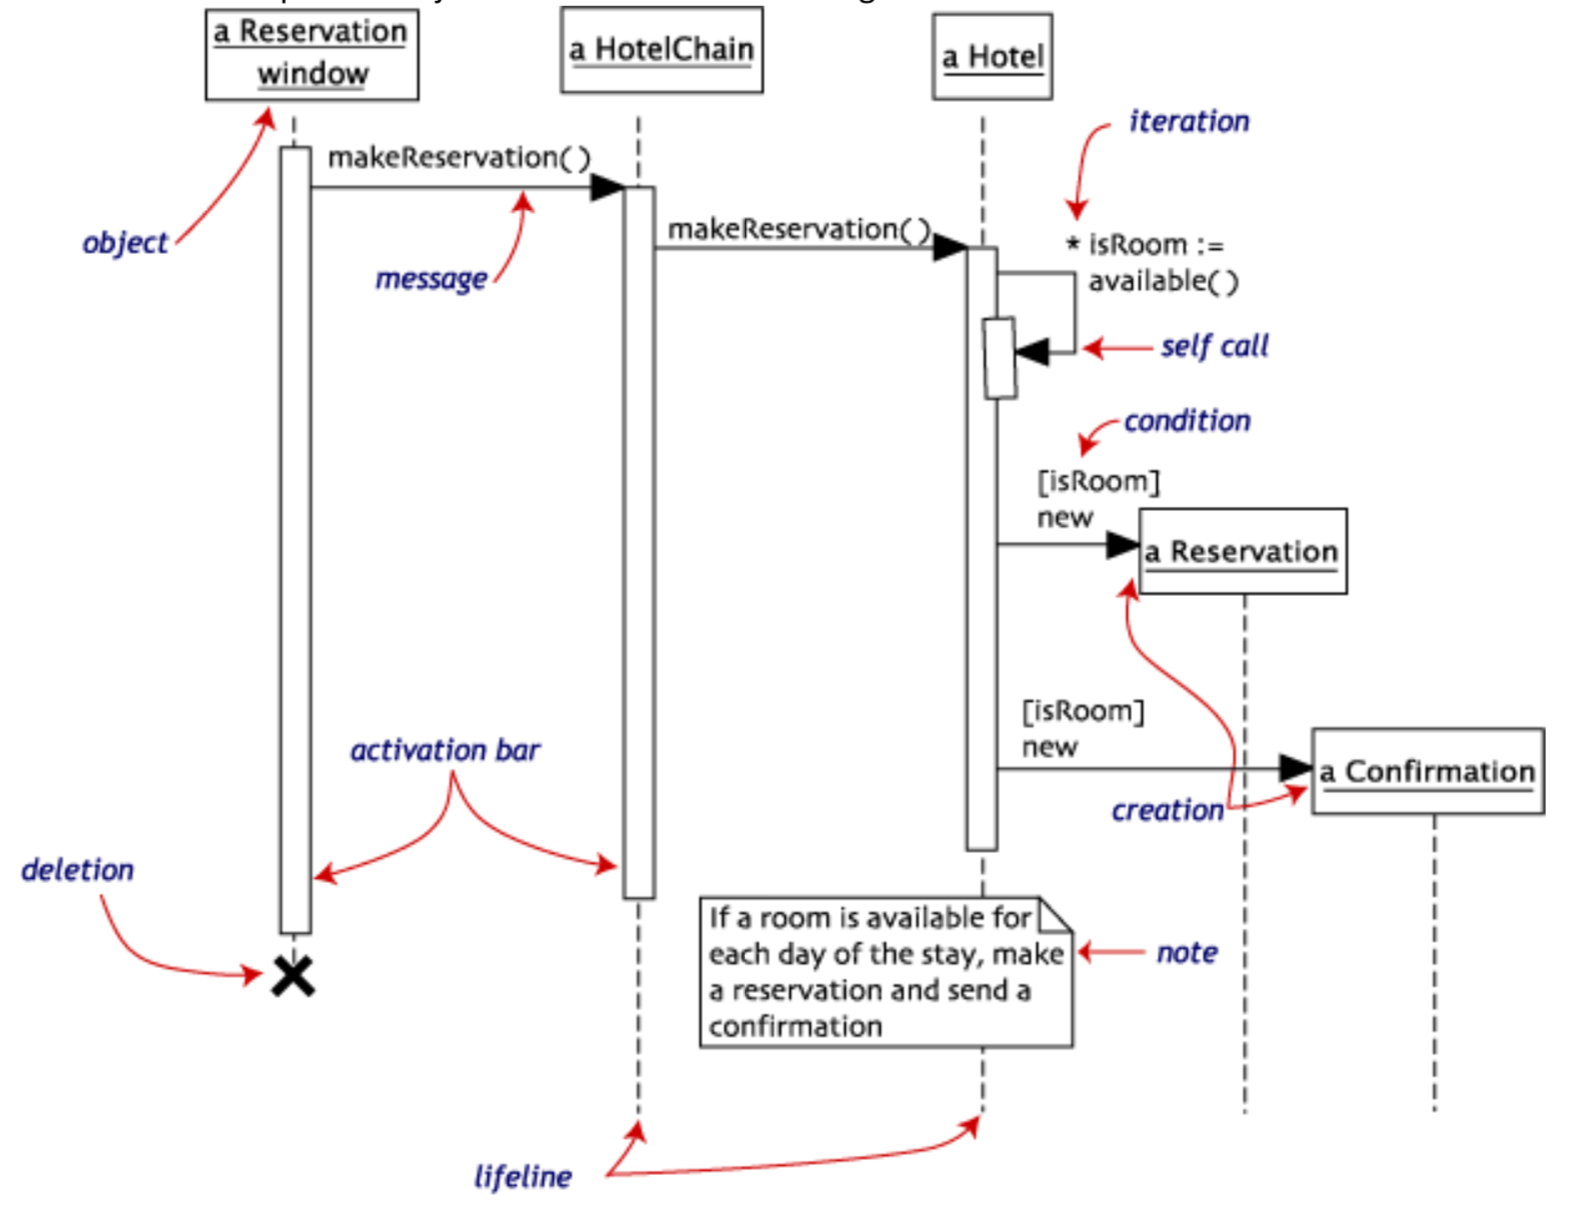 a Reservation
window
a HotelChain
a Hotel
iteration
makeReservation()
object
message
makeReservation()
* isRoom :=
available()
self call
condition
[isRoom]
new
a Reservation
[isRoom]
new
activation bar
a Confirmation
creation
deletion
If a room is available for
each day of the stay, make
a reservation and send a
confirmation
note
lifeline